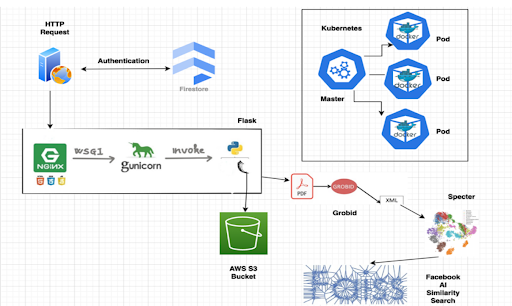 HTTP
Request
Authentication
Firestore
Kubernetes
Master
docker
Pod
docker
Pod
docker
Pod
Flask
NGINX
WSGI
gunicorn
invoke
PDF
GROBID
XML
Grobid
Specter
AWS S3
Bucket
FAISS
Facebook
AI
Similarity
Search